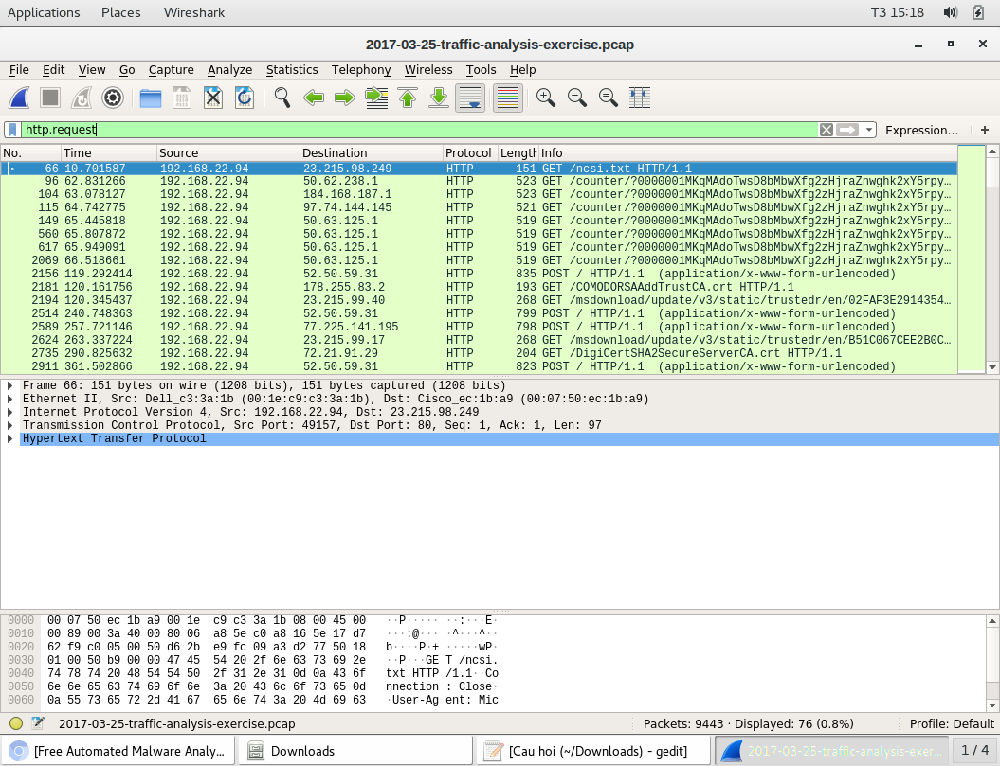 Applications Places Wireshark T3 15:18
2017-03-25-traffic-analysis-exercise.pcap
File Edit View Go Capture Analyze Statistics Telephony Wireless Tools Help
http.request Expression… +
No. Time Source Destination Protocol Length Info
66 10.701587 192.168.22.94 23.215.98.249 HTTP 151 GET /ncsi.txt HTTP/1.1
96 62.831266 192.168.22.94 50.62.238.1 HTTP 523 GET /counter/?0000001MKqMAdoTwsD8bMbwXfg2zHjraZnwghk2xY5rpy…
104 63.078127 192.168.22.94 184.168.187.1 HTTP 523 GET /counter/?0000001MKqMAdoTwsD8bMbwXfg2zHjraZnwghk2xY5rpy…
115 64.742775 192.168.22.94 97.74.144.145 HTTP 521 GET /counter/?0000001MKqMAdoTwsD8bMbwXfg2zHjraZnwghk2xY5rpy…
149 65.445818 192.168.22.94 50.63.125.1 HTTP 519 GET /counter/?0000001MKqMAdoTwsD8bMbwXfg2zHjraZnwghk2xY5rpy…
560 65.807872 192.168.22.94 50.63.125.1 HTTP 519 GET /counter/?0000001MKqMAdoTwsD8bMbwXfg2zHjraZnwghk2xY5rpy…
617 65.949091 192.168.22.94 50.63.125.1 HTTP 519 GET /counter/?0000001MKqMAdoTwsD8bMbwXfg2zHjraZnwghk2xY5rpy…
2069 66.518661 192.168.22.94 50.63.125.1 HTTP 519 GET /counter/?0000001MKqMAdoTwsD8bMbwXfg2zHjraZnwghk2xY5rpy…
2156 119.292414 192.168.22.94 52.50.59.31 HTTP 835 POST / HTTP/1.1 (application/x-www-form-urlencoded)
2181 120.161756 192.168.22.94 178.255.83.2 HTTP 193 GET /COMODORSAAddTrustCA.crt HTTP/1.1
2194 120.345437 192.168.22.94 23.215.99.40 HTTP 268 GET /msdownload/update/v3/static/trustedr/en/02FAF3E2914354…
2514 240.748363 192.168.22.94 52.50.59.31 HTTP 799 POST / HTTP/1.1 (application/x-www-form-urlencoded)
2589 257.721146 192.168.22.94 77.225.141.195 HTTP 798 POST / HTTP/1.1 (application/x-www-form-urlencoded)
2624 263.337224 192.168.22.94 23.215.99.17 HTTP 268 GET /msdownload/update/v3/static/trustedr/en/B51C067CEE2B0C…
2735 290.825632 192.168.22.94 72.21.91.29 HTTP 204 GET /DigiCertSHA2SecureServerCA.crt HTTP/1.1
2911 361.502866 192.168.22.94 52.50.59.31 HTTP 823 POST / HTTP/1.1 (application/x-www-form-urlencoded)
Frame 66: 151 bytes on wire (1208 bits), 151 bytes captured (1208 bits)
Ethernet II, Src: Dell_c3:3a:1b (00:1e:c9:c3:3a:1b), Dst: Cisco_ec:1b:a9 (00:07:50:ec:1b:a9)
Internet Protocol Version 4, Src: 192.168.22.94, Dst: 23.215.98.249
Transmission Control Protocol, Src Port: 49157, Dst Port: 80, Seq: 1, Ack: 1, Len: 97
Hypertext Transfer Protocol
0000 00 07 50 ec 1b a9 00 1e c9 c3 3a 1b 08 00 45 00 ··P····· ··:···E·
0010 00 89 00 3a 40 00 80 06 a8 5e c0 a8 16 5e 17 d7 ···:@··· ·^···^··
0020 62 f9 c0 05 00 50 d6 2b e9 fc 09 a3 d2 77 50 18 b····P·+ ·····wP·
0030 01 00 50 b9 00 00 47 45 54 20 2f 6e 63 73 69 2e ··P···GE T /ncsi.
0040 74 78 74 20 48 54 54 50 2f 31 2e 31 0d 0a 43 6f txt HTTP /1.1··Co
0050 6e 6e 65 63 74 69 6f 6e 3a 20 43 6c 6f 73 65 0d nnection : Close·
0060 0a 55 73 65 72 2d 41 67 65 6e 74 3a 20 4d 69 63 ·User-Ag ent: Mic
2017-03-25-traffic-analysis-exercise.pcap Packets: 9443 · Displayed: 76 (0.8%) Profile: Default
[Free Automated Malware Analy… Downloads [Cau hoi (~/Downloads) - gedit] 2017-03-25-traffic-analysis-exer… 1 / 4